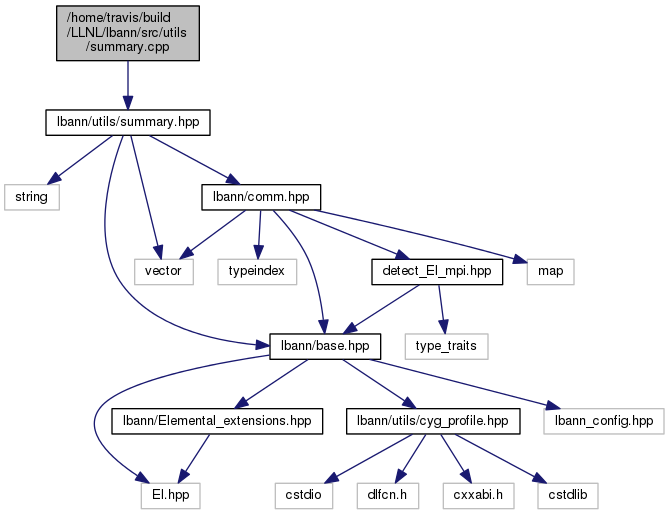 /home/travis/build
/LLNL/lbann/src/utils
/summary.cpp
lbann/utils/summary.hpp
string
lbann/comm.hpp
vector
typeindex
detect_El_mpi.hpp
map
lbann/base.hpp
type_traits
lbann/Elemental_extensions.hpp
lbann/utils/cyg_profile.hpp
lbann_config.hpp
El.hpp
cstdio
dlfcn.h
cxxabi.h
cstdlib